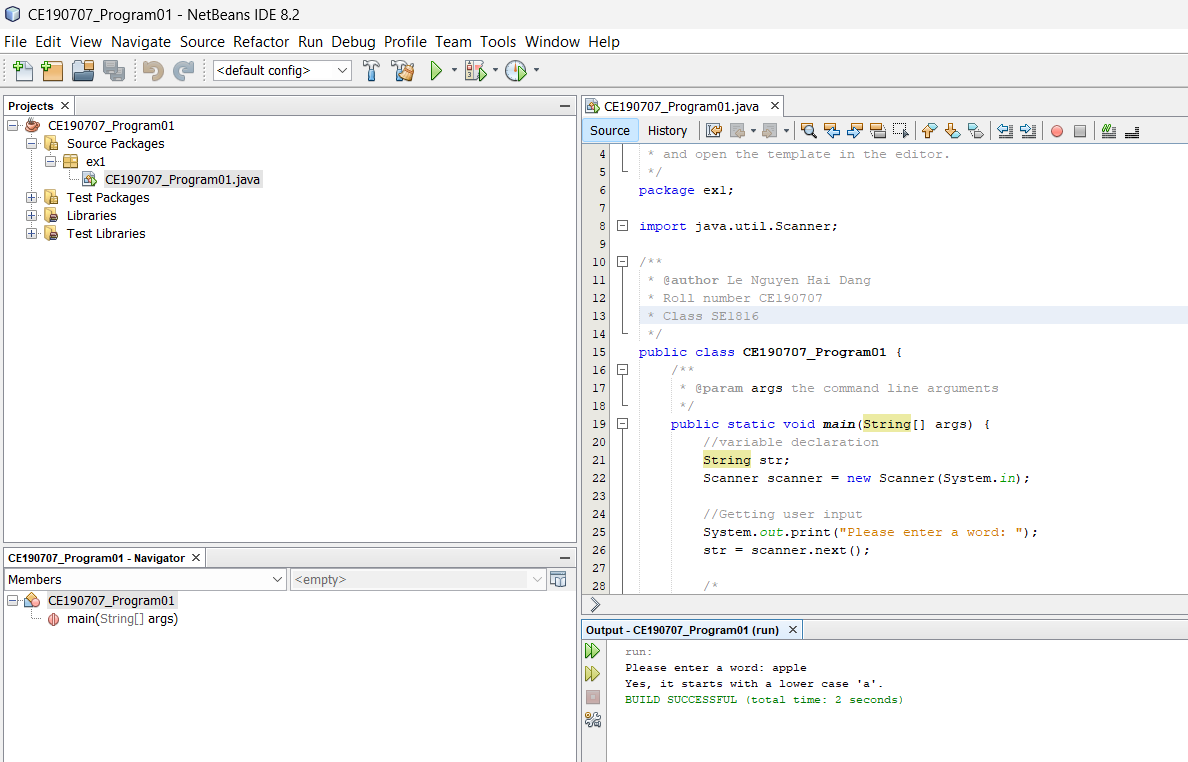 CE190707_Program01 - NetBeans IDE 8.2
File Edit View Navigate Source Refactor Run Debug Profile Team Tools Window Help
<default config>
Projects
CE190707_Program01
Source Packages
ex1
CE190707_Program01.java
Test Packages
Libraries
Test Libraries
CE190707_Program01 - Navigator
Members
<empty>
CE190707_Program01
main(String[] args)
CE190707_Program01.java
Source History
4 * and open the template in the editor.
5 */
6 package ex1;
7
8 import java.util.Scanner;
9
10 /**
11 * @author Le Nguyen Hai Dang
12 * Roll number CE190707
13 * Class SE1816
14 */
15 public class CE190707_Program01 {
16 /**
17 * @param args the command line arguments
18 */
19 public static void main(String[] args) {
20 //variable declaration
21 String str;
22 Scanner scanner = new Scanner(System.in);
23
24 //Getting user input
25 System.out.print("Please enter a word: ");
26 str = scanner.next();
27
28 /*
Output - CE190707_Program01 (run)
run:
Please enter a word: apple
Yes, it starts with a lower case 'a'.
BUILD SUCCESSFUL (total time: 2 seconds)